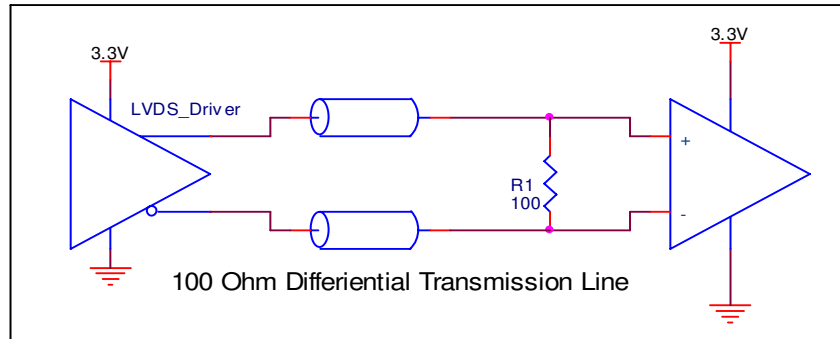 3.3V
3.3V
LVDS_Driver
+
R1
100
-
100 Ohm Differiential Transmission Line